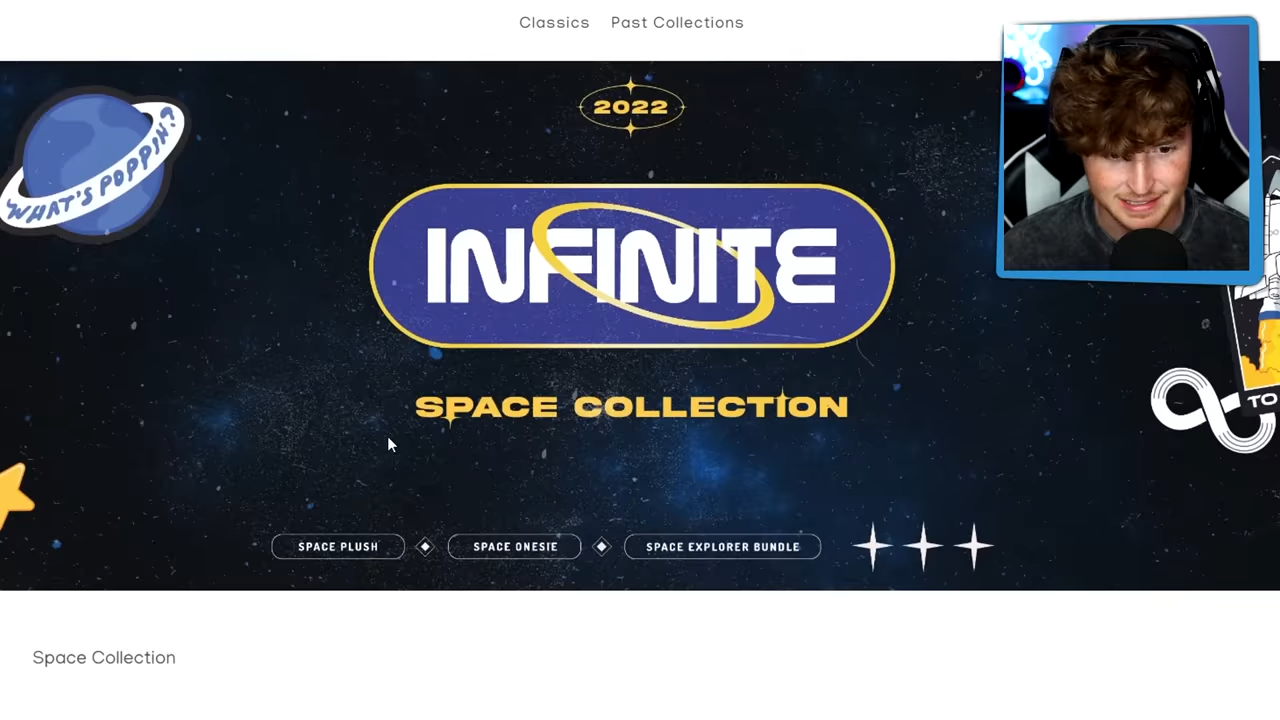 Classics Past Collections
2022
WHAT'S POPPIN?
INFINITE
SPACE COLLECTION
TO
SPACE PLUSH SPACE ONESIE SPACE EXPLORER BUNDLE
Space Collection